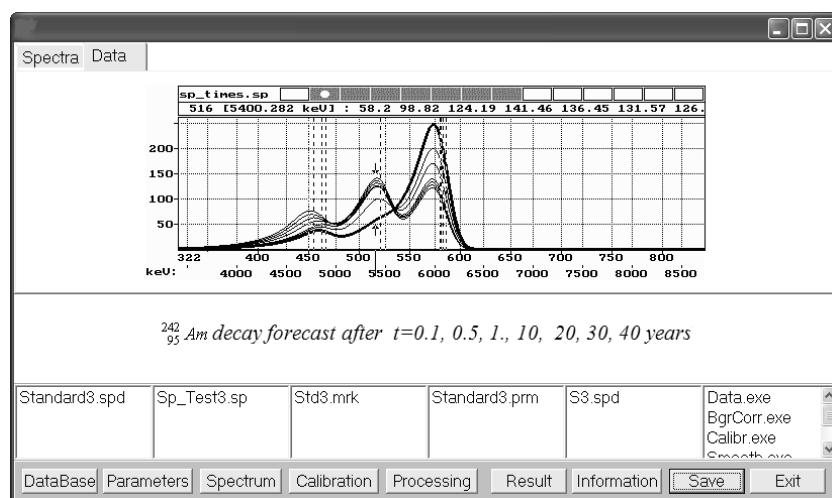 Spectra Data
sp_times.sp
516 [5400.282 keV] : 58.2 98.82 124.19 141.46 136.45 131.57 126.
200
150
100
50
322 400 450 500 550 600 650 700 750
keV: 4000 4500 5000 5500 6000 6500 7000 7500 8000 8500
242 95 Am decay forecast after t=0.1, 0.5, 1., 10, 20, 30, 40 years
Standard3.spd Sp_Test3.sp Std3.mrk Standard3.prm S3.spd Data.exe
BgrCorr.exe
Calibr.exe
Smooth.exe
DataBase Parameters Spectrum Calibration Processing Result Information Save Exit